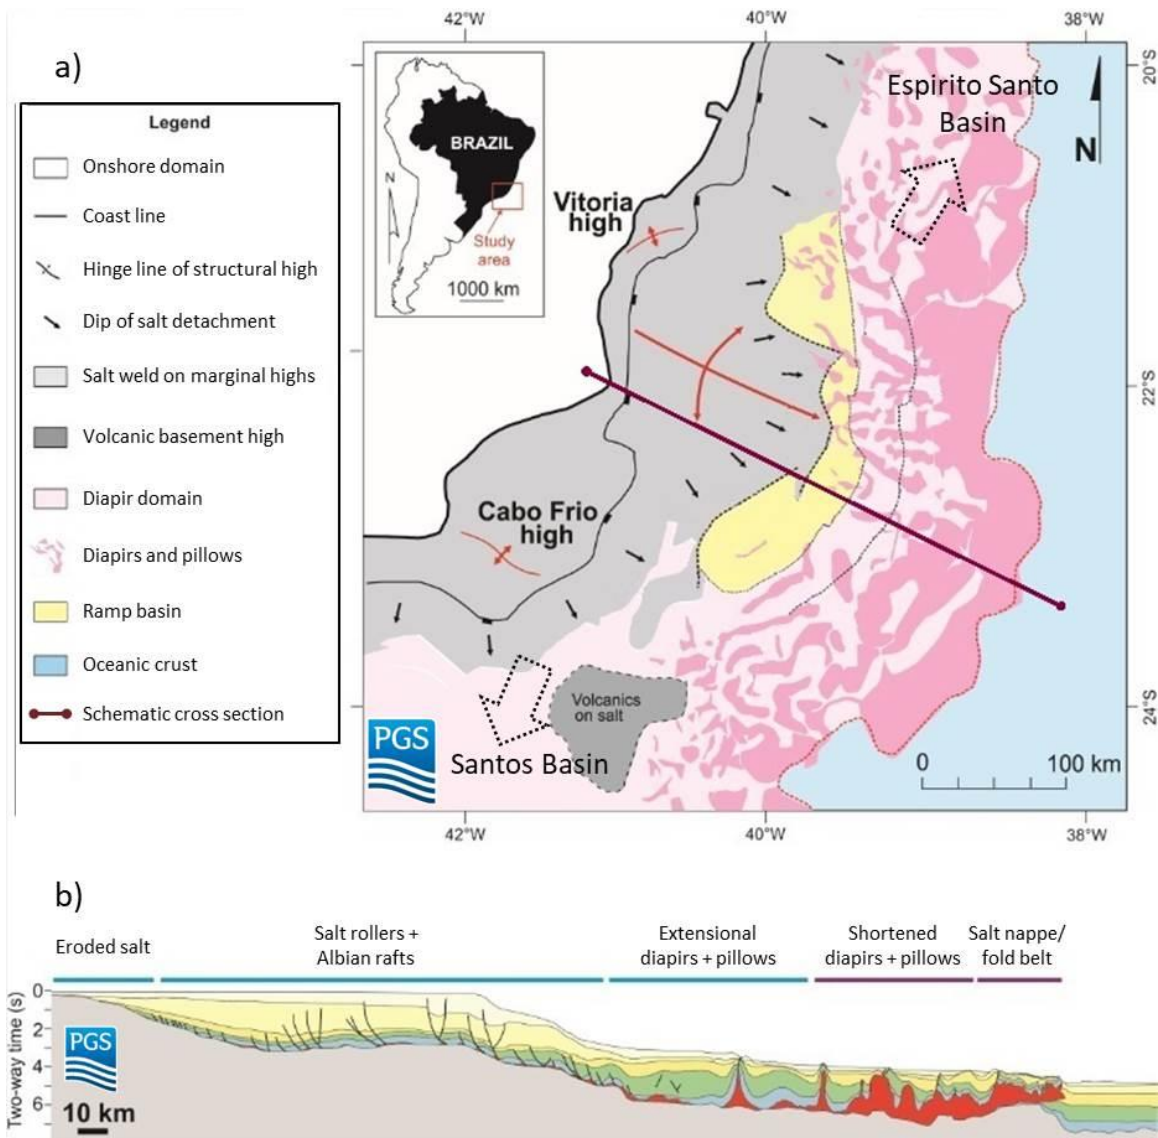 a)
42°W
40°W
38°W
Legend
Onshore domain
Coast line
Hinge line of structural high
Dip of salt detachment
Salt weld on marginal highs
Volcanic basement high
Diapir domain
Diapirs and pillows
Ramp basin
Oceanic crust
Schematic cross section
BRAZIL
N
Study
area
1000 km
Vitoria
high
Espirito Santo
Basin
N
20°S
22°S
24°S
Cabo Frio
high
Volcanics
on salt
PGS
Santos Basin
0
100 km
42°W
40°W
38°W
b)
Eroded salt
Salt rollers +
Albian rafts
Extensional
diapirs + pillows
Shortened
diapirs + pillows
Salt nappe/
fold belt
Two-way time (s)
0
2
4
6
PGS
10 km